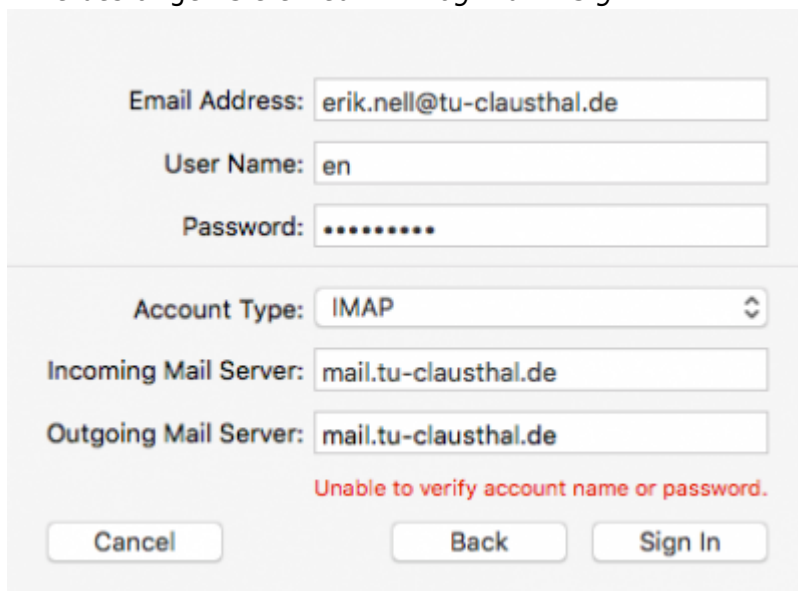 Email Address: erik.nell@tu-clausthal.de
User Name: en
Password: •••••••••
Account Type: IMAP
Incoming Mail Server: mail.tu-clausthal.de
Outgoing Mail Server: mail.tu-clausthal.de
Unable to verify account name or password.
Cancel Back Sign In